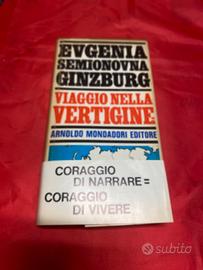 EVGENIA
SEMIONOVNA
GINZBURG
VIAGGIO NELLA
VERTIGINE
ARNOLDO MONDADORI EDITORE
CORAGGIO
DI NARRARE=
CORAGGIO
DI VIVERE
subito